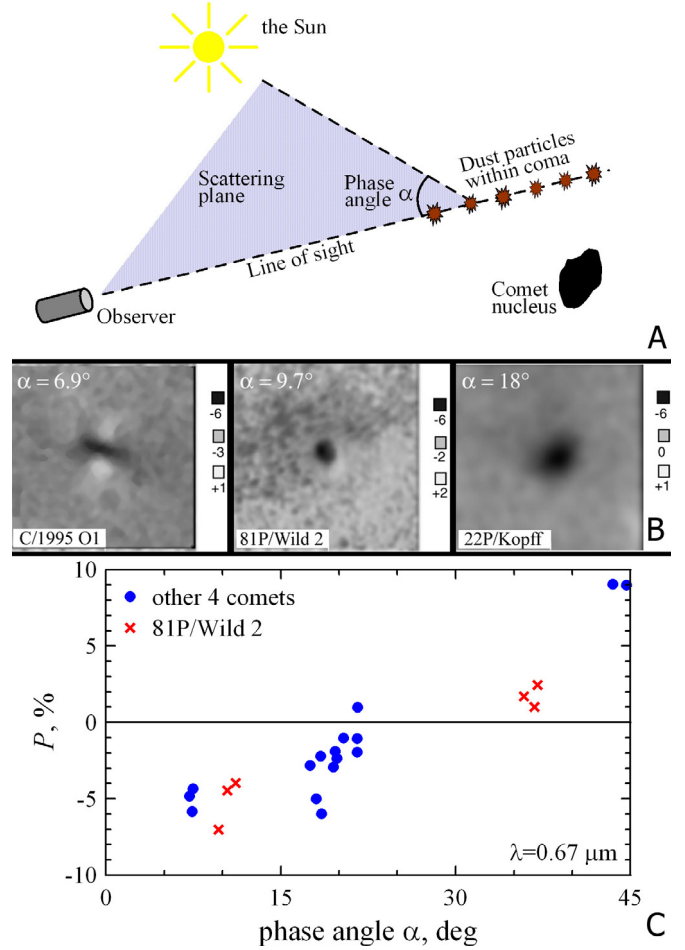 the Sun
Scattering
plane
Phase
angle α
Dust particles
within coma
Line of sight
Observer
Comet
nucleus
A
α = 6.9°
-6
-3
+1
C/1995 O1
α = 9.7°
-6
-2
+2
81P/Wild 2
α = 18°
-6
0
+1
22P/Kopff
B
10
5
0
-5
-10
P, %
other 4 comets
81P/Wild 2
λ=0.67 μm
0
15
30
45
phase angle α, deg
C